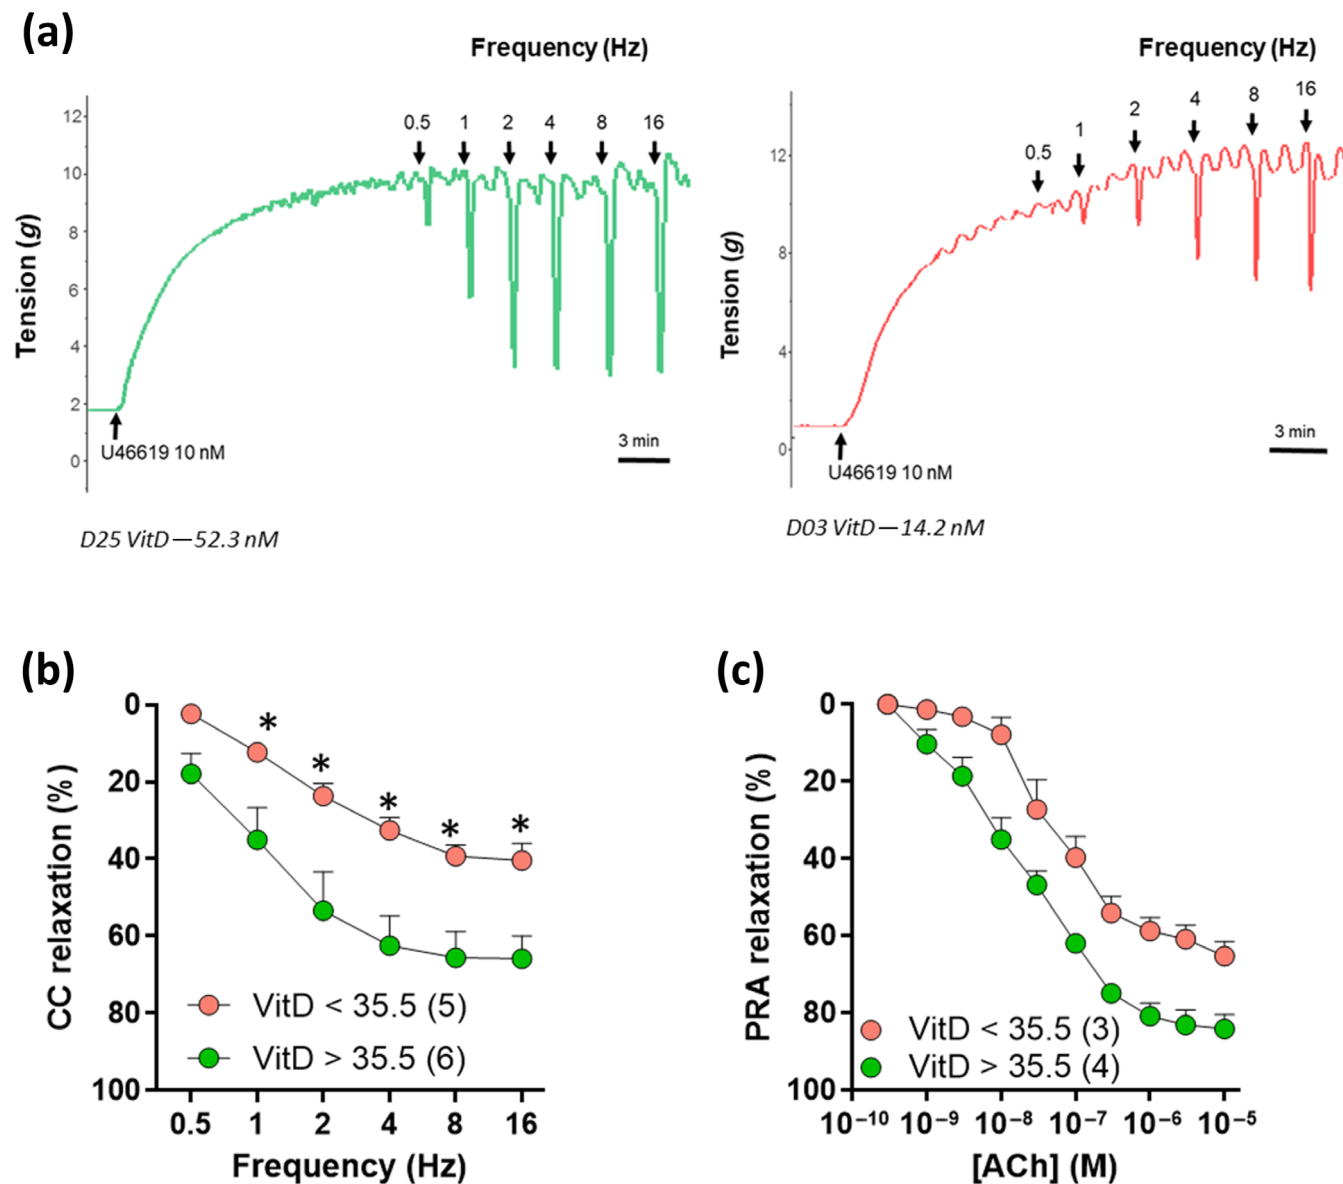 (a)
Frequency (Hz)
0.5 1 2 4 8 16
12
10
8
6
4
2
0
Tension (g)
U46619 10 nM
3 min
D25 VitD—52.3 nM
Frequency (Hz)
0.5 1 2 4 8 16
12
8
4
0
Tension (g)
U46619 10 nM
3 min
D03 VitD—14.2 nM
(b)
0
20
40
60
80
100
CC relaxation (%)
* * * * *
VitD < 35.5 (5)
VitD > 35.5 (6)
0.5 1 2 4 8 16
Frequency (Hz)
(c)
0
20
40
60
80
100
PRA relaxation (%)
VitD < 35.5 (3)
VitD > 35.5 (4)
10⁻¹⁰ 10⁻⁹ 10⁻⁸ 10⁻⁷ 10⁻⁶ 10⁻⁵
[ACh] (M)